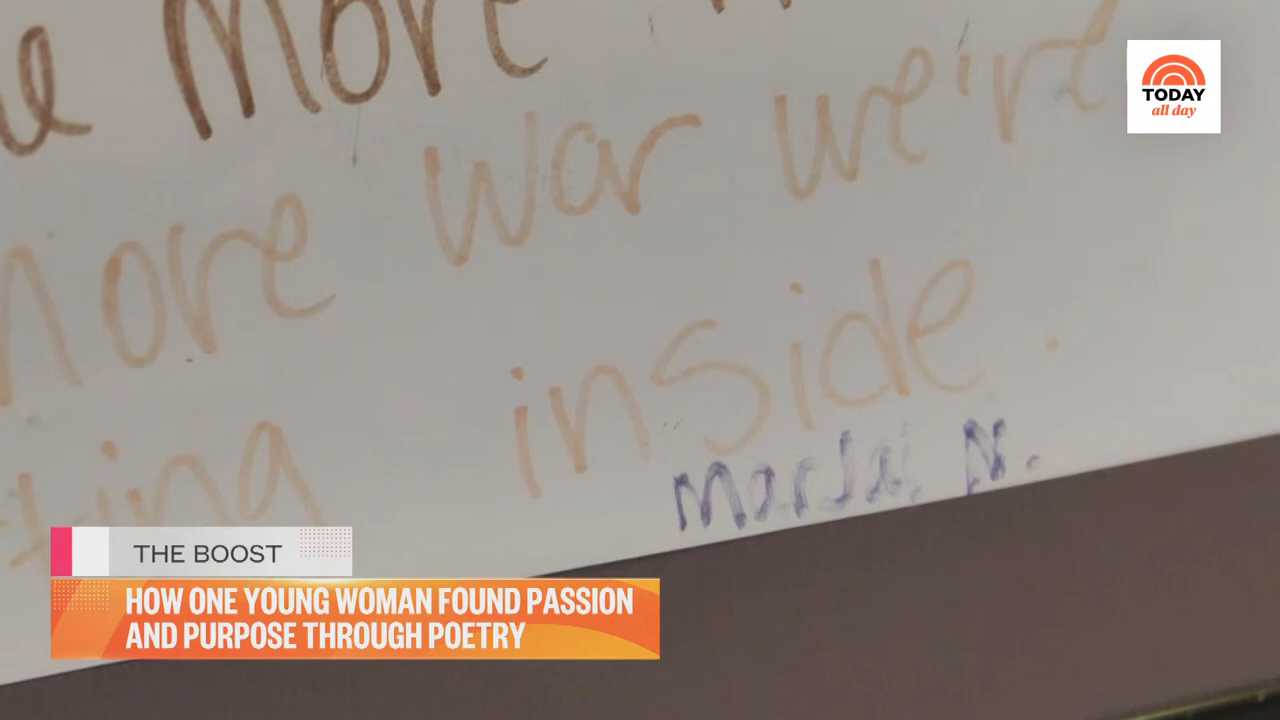 more
more war we're
inside.
TODAY
all day
THE BOOST
HOW ONE YOUNG WOMAN FOUND PASSION
AND PURPOSE THROUGH POETRY